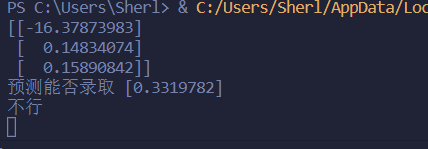 PS C:\Users\Sherl> & C:/Users/Sherl/AppData/Loc
[[-16.37873983]
 [  0.14834074]
 [  0.15890842]]
预测能否录取 [0.3319782]
不行